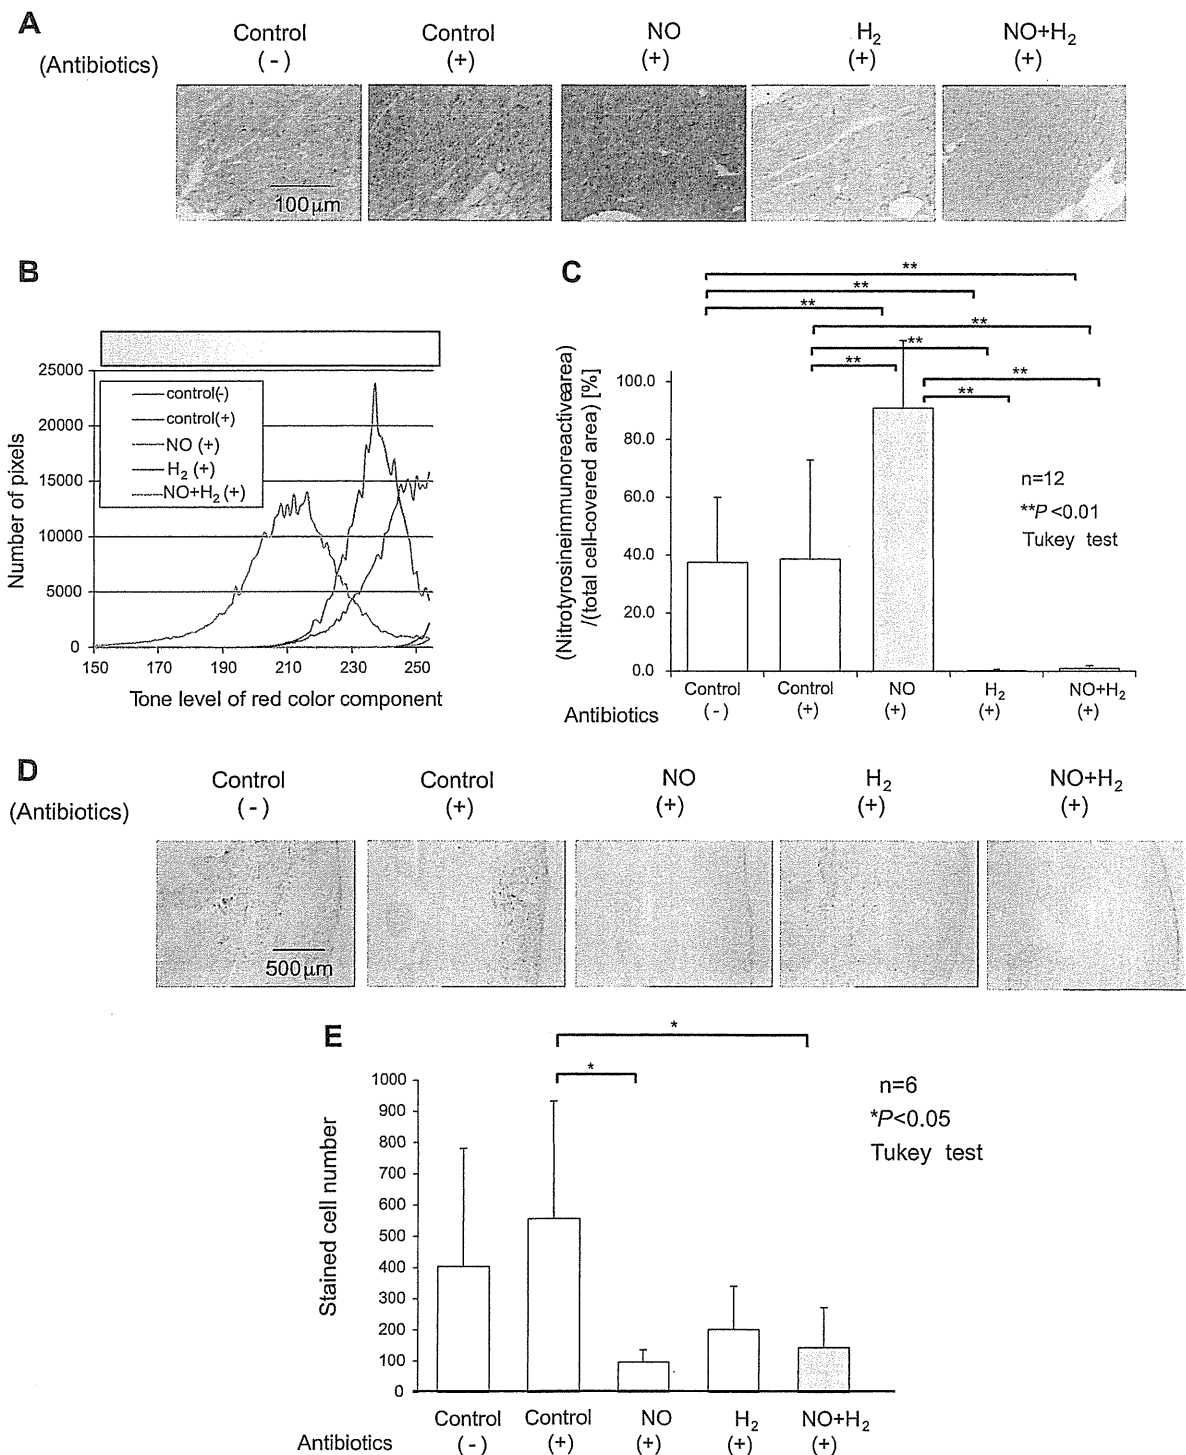 A
Control Control NO H2 NO+H2
(Antibiotics) (-) (+) (+) (+) (+)
100μm
B
25000
20000
15000
10000
5000
0
Number of pixels
control(-)
control(+)
NO (+)
H2 (+)
NO+H2 (+)
150 170 190 210 230 250
Tone level of red color component
C
** 
**
**
**
**
**
**
**
(Nitrotyrosineimmunoreactivearea)
/(total cell-covered area) [%]
100.0
80.0
60.0
40.0
20.0
0.0
n=12
**P<0.01
Tukey test
Control Control NO H2 NO+H2
Antibiotics (-) (+) (+) (+) (+)
D
Control Control NO H2 NO+H2
(Antibiotics) (-) (+) (+) (+) (+)
500μm
E
*
*
n=6
*P<0.05
Tukey test
Stained cell number
1000
900
800
700
600
500
400
300
200
100
0
Control Control NO H2 NO+H2
Antibiotics (-) (+) (+) (+) (+)